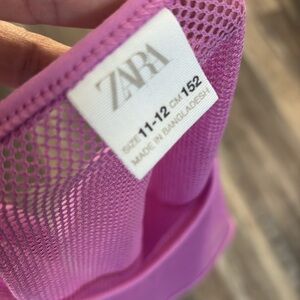 ZARA
SIZE 11-12 CM 152
MADE IN BANGLADESH